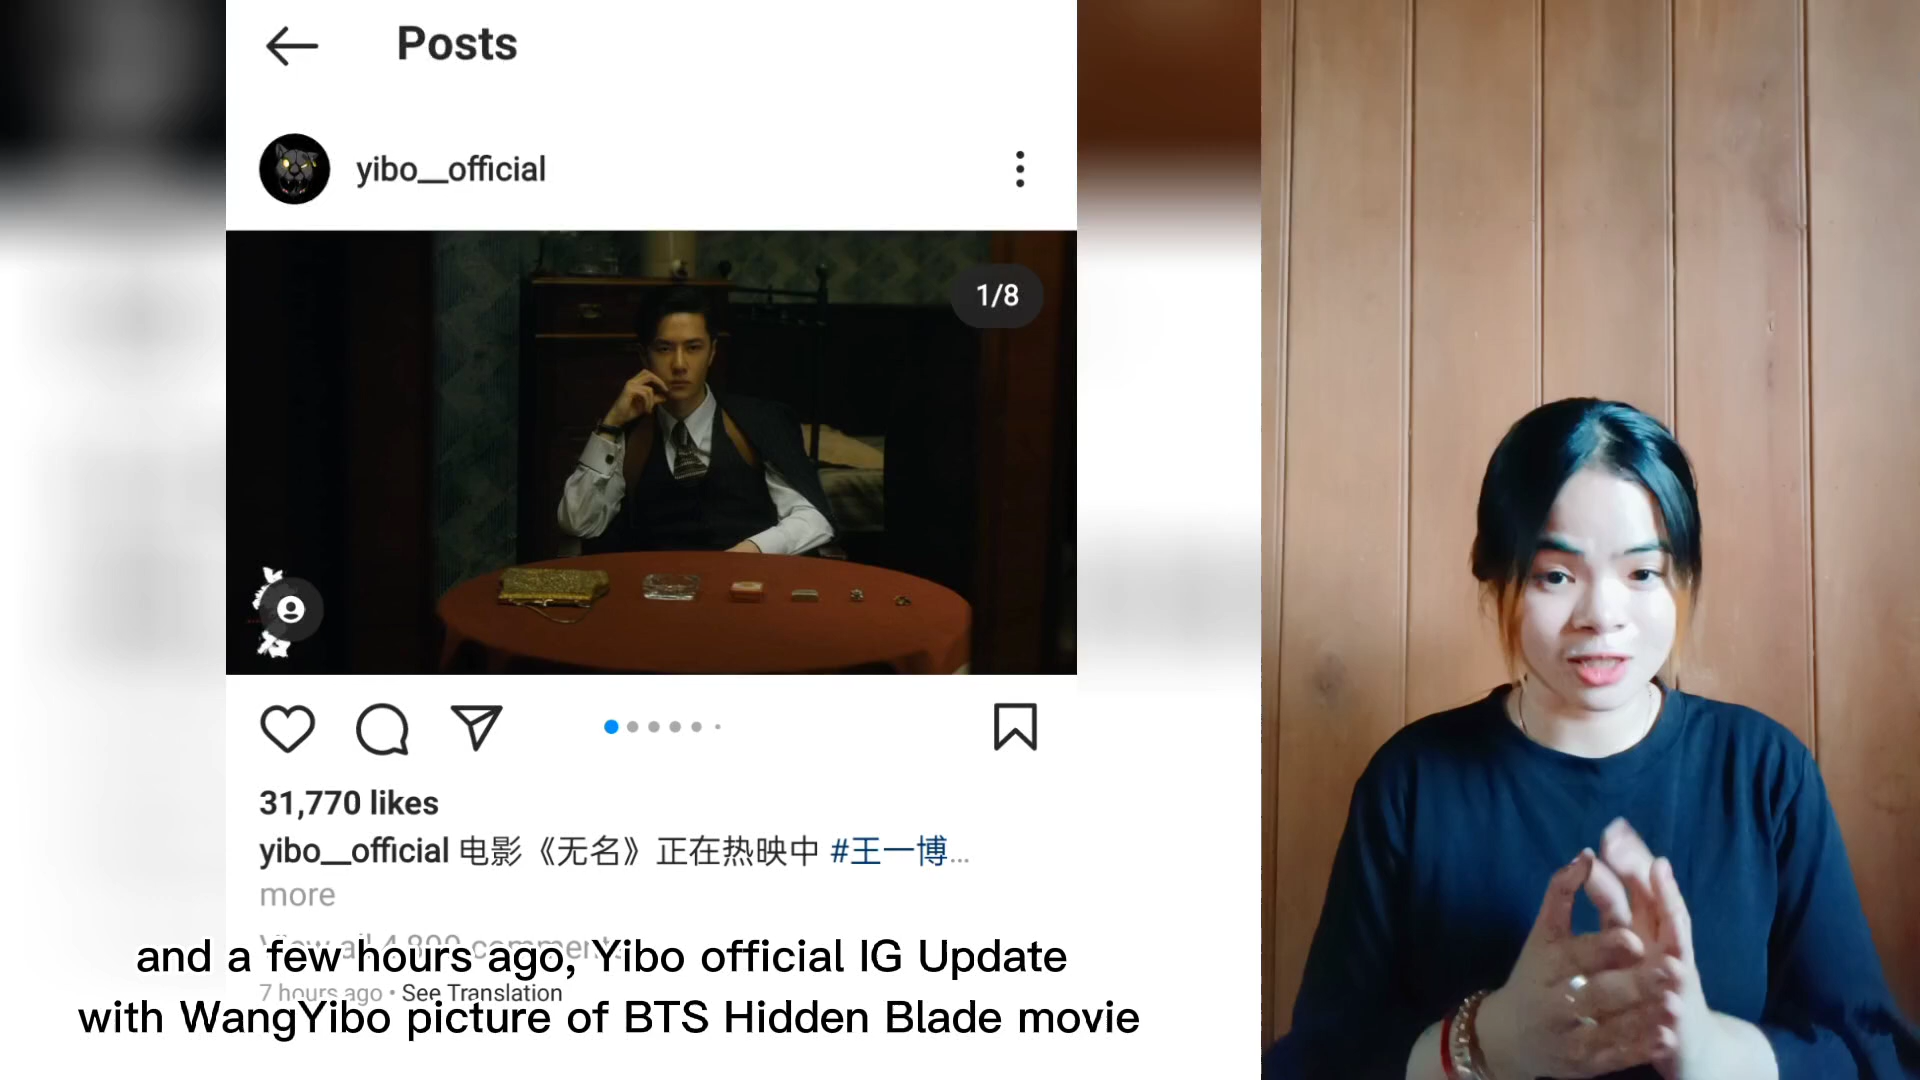 Posts
yibo__official
1/8
31,770 likes
yibo__official 电影《无名》正在热映中 #王一博...
more
View all 4,899 comments
and a few hours ago, Yibo official IG Update
7 hours ago • See Translation
with WangYibo picture of BTS Hidden Blade movie